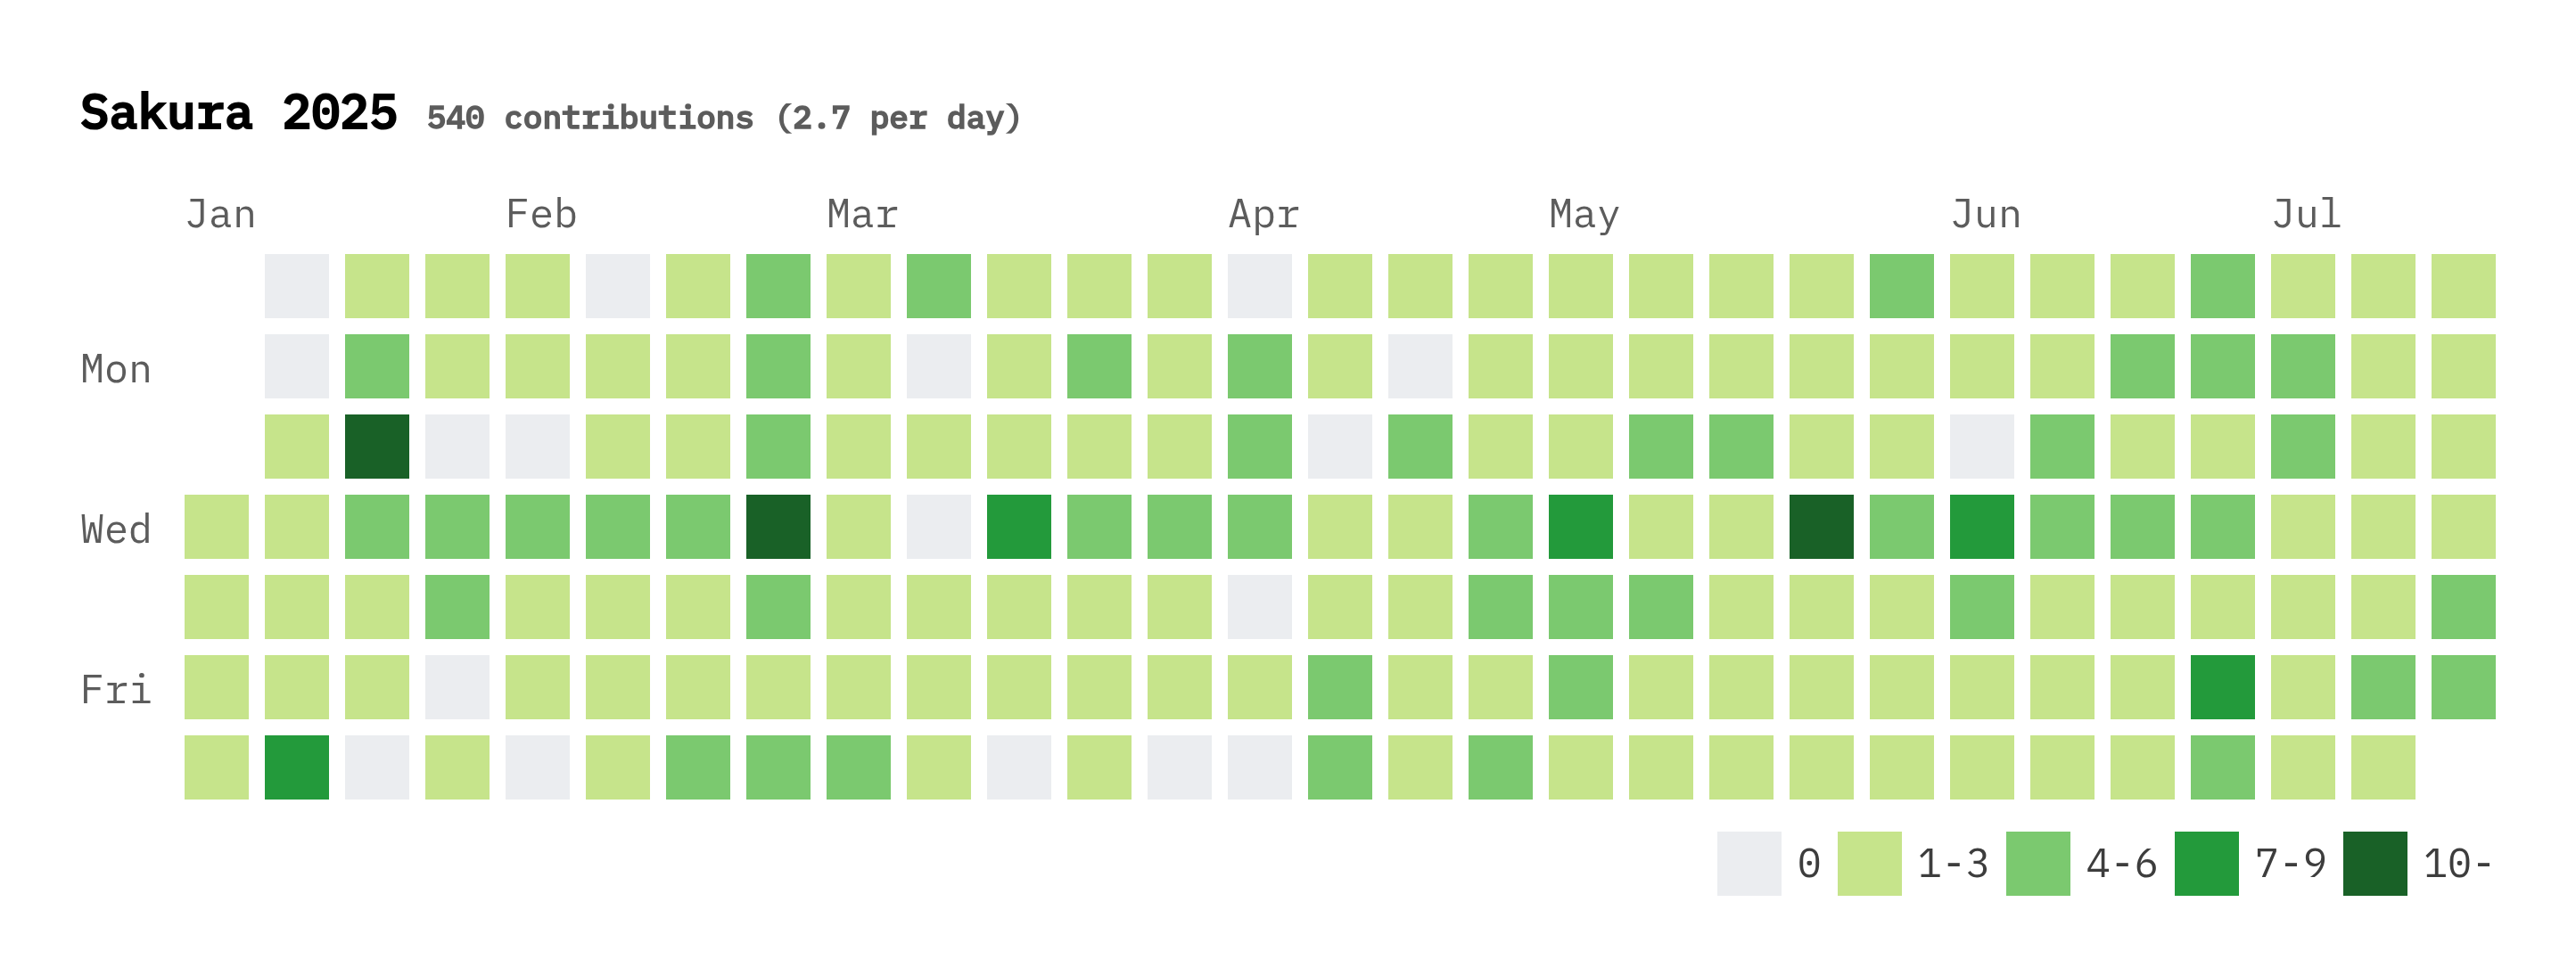 Sakura 2025 540 contributions (2.7 per day)
Jan Feb Mar Apr May Jun Jul
Mon
Wed
Fri
0 1-3 4-6 7-9 10-